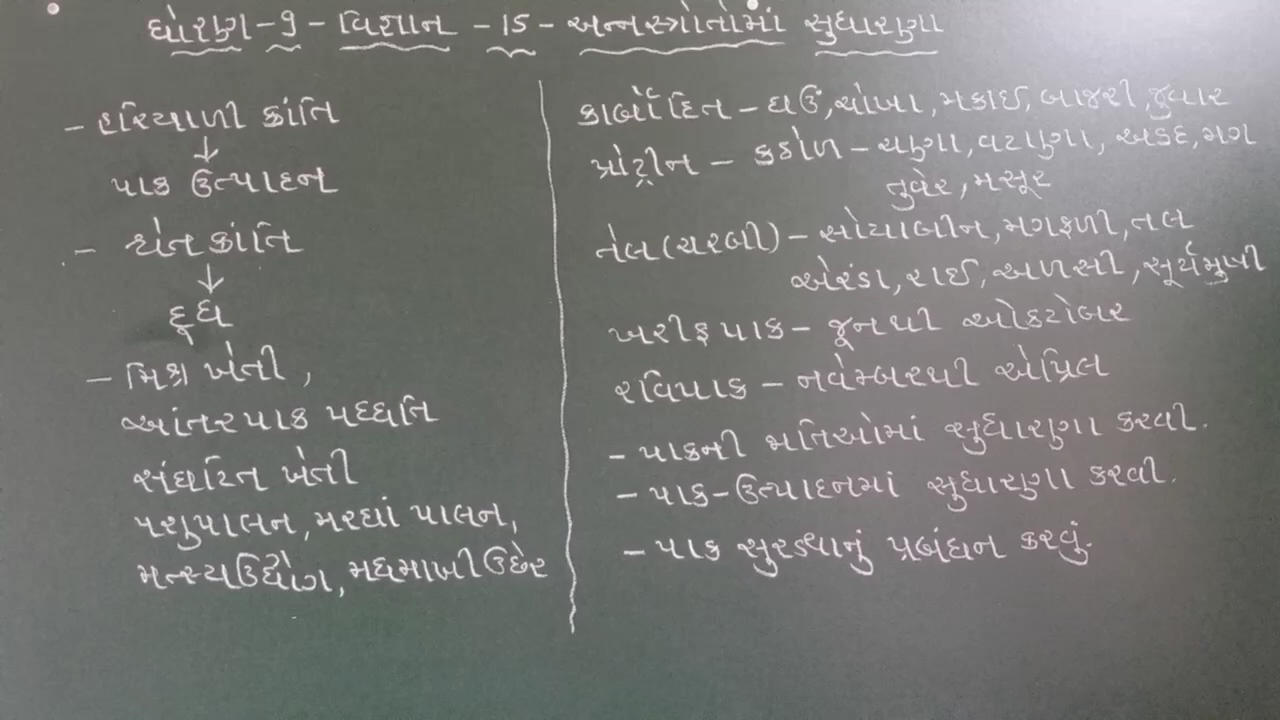 ધોરણ - 9 - વિજ્ઞાન - 15 - અન્નસ્ત્રોતોમાં સુધારણા
- હરિયાળી ક્રાંતિ
↓
પાક ઉત્પાદન
- શ્વેત ક્રાંતિ
↓
દૂધ
- મિશ્ર ખેતી,
આંતરપાક પદ્ધતિ
સંઘટિત ખેતી
પશુપાલન, મરઘાં પાલન,
મત્સ્યઉદ્યોગ, મધમાખીઉછેર
કાર્બોદિત - ઘઉં, ચોખા, મકાઈ, બાજરી, જુવાર
પ્રોટીન - કઠોળ - ચણા, વટાણા, અડદ, મગ
તુવેર, મસૂર
તેલ (ચરબી) - સોયાબીન, મગફળી, તલ
એરંડા, રાઈ, અળસી, સૂર્યમુખી
ખરીફ પાક - જૂનથી ઓક્ટોબર
રવિપાક - નવેમ્બરથી એપ્રિલ
- પાકની જાતિઓમાં સુધારણા કરવી.
- પાક-ઉત્પાદનમાં સુધારણા કરવી.
- પાક સુરક્ષાનું પ્રબંધન કરવું.